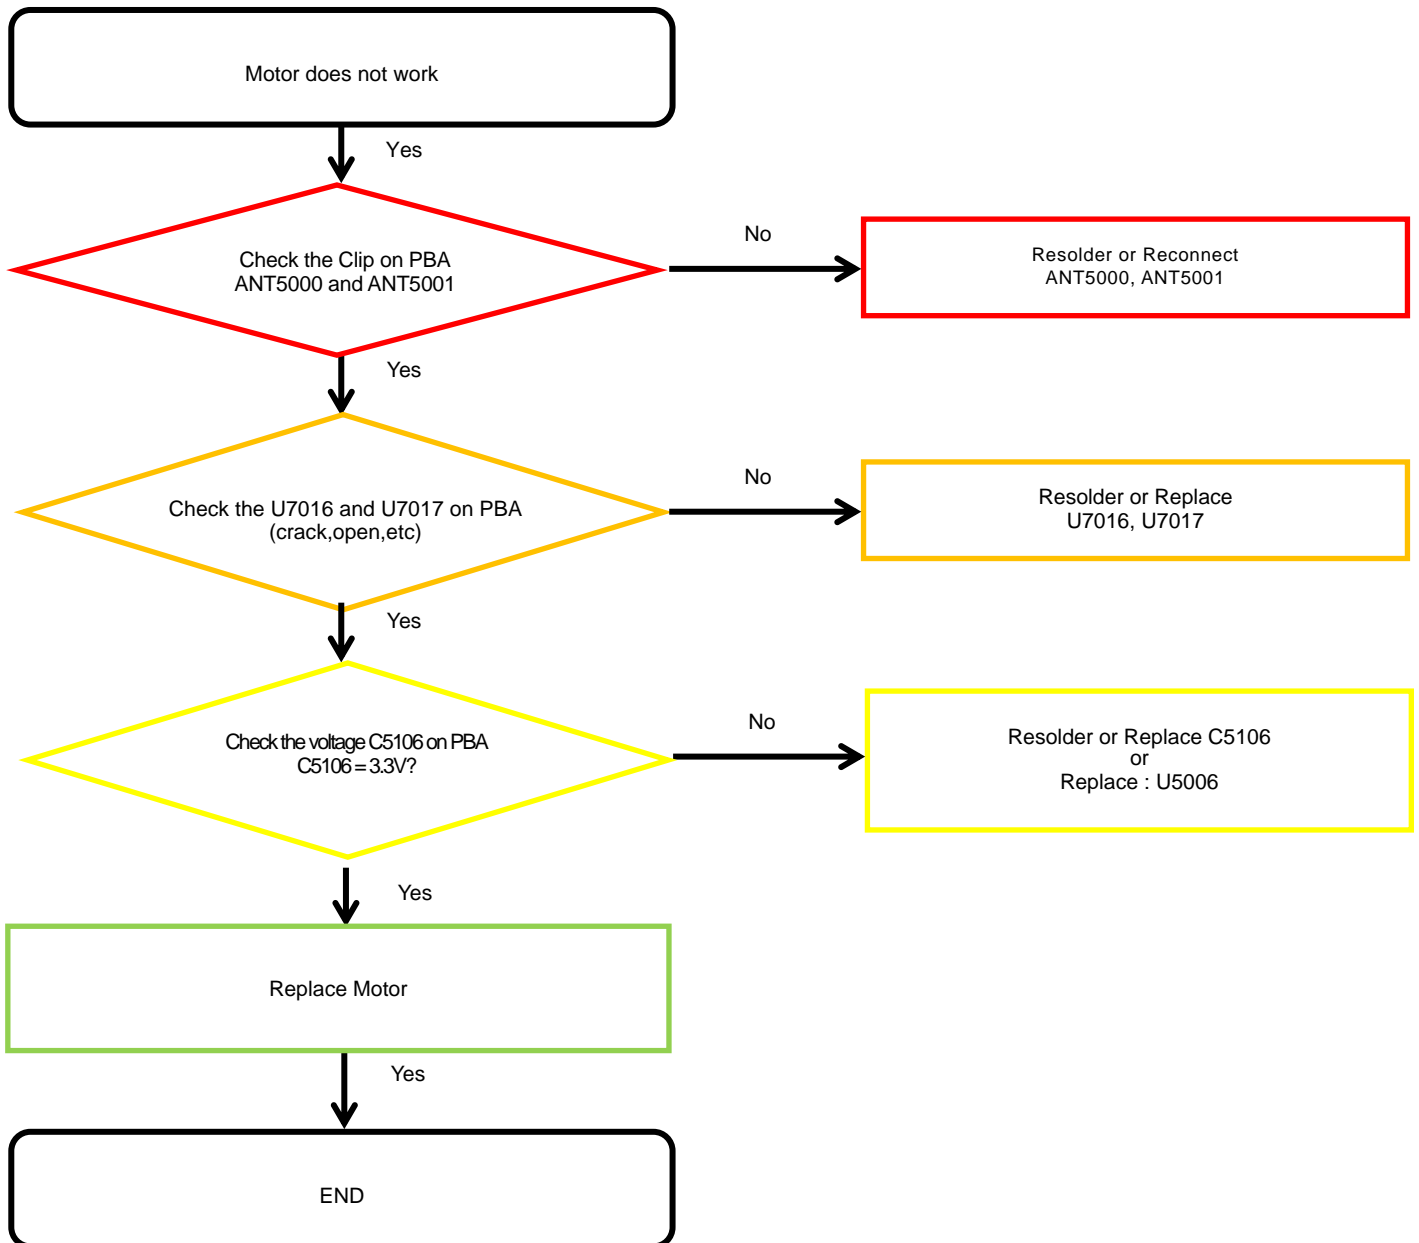 Motor does not work
Yes
Check the Clip on PBA
ANT5000 and ANT5001
No
Resolder or Reconnect
ANT5000, ANT5001
Yes
Check the U7016 and U7017 on PBA
(crack,open,etc)
No
Resolder or Replace
U7016, U7017
Yes
Check the voltage C5106 on PBA
C5106 = 3.3V?
No
Resolder or Replace C5106
or
Replace : U5006
Yes
Replace Motor
Yes
END